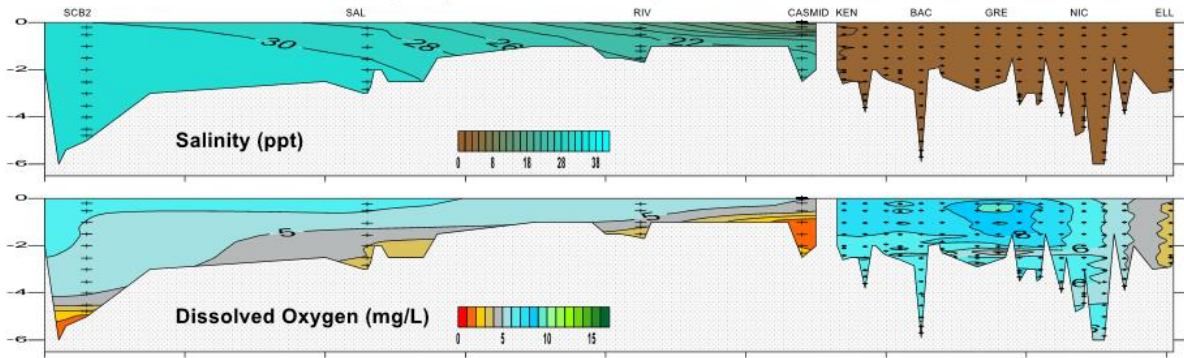 SCB2 SAL RIV CASMID KEN BAC GRE NIC ELL
0
30 28 26 22
-2
-4
Salinity (ppt)
0 8 18 28 38
-6
0
5 5 8 6
-2
6
-4
Dissolved Oxygen (mg/L)
0 5 10 15
-6